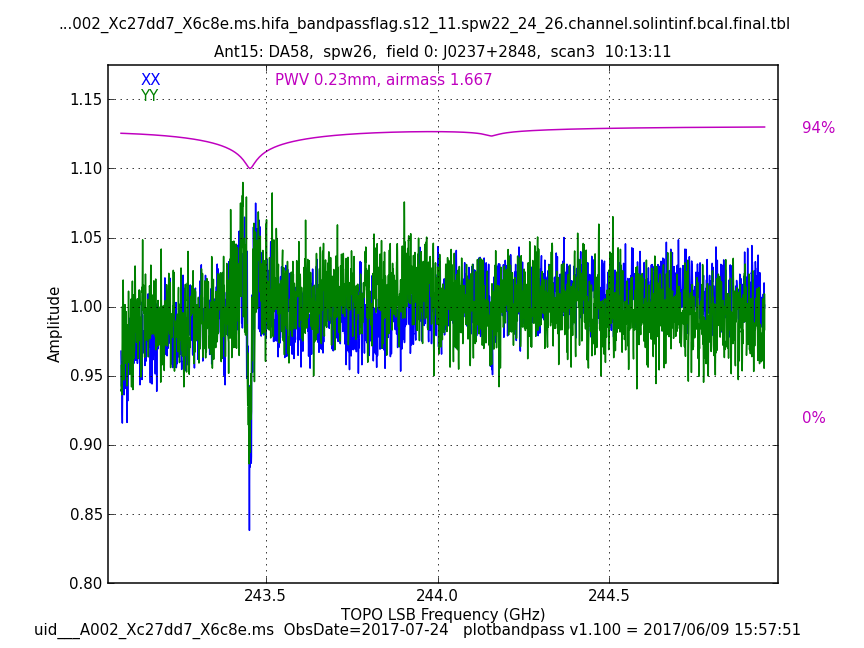 ...002_Xc27dd7_X6c8e.ms.hifa_bandpassflag.s12_11.spw22_24_26.channel.solintinf.bcal.final.tbl
Ant15: DA58,  spw26,  field 0: J0237+2848,  scan3  10:13:11
XX
YY
PWV 0.23mm, airmass 1.667
94%
0%
1.15
1.10
1.05
1.00
0.95
0.90
0.85
0.80
Amplitude
243.5
244.0
244.5
TOPO LSB Frequency (GHz)
uid___A002_Xc27dd7_X6c8e.ms  ObsDate=2017-07-24   plotbandpass v1.100 = 2017/06/09 15:57:51